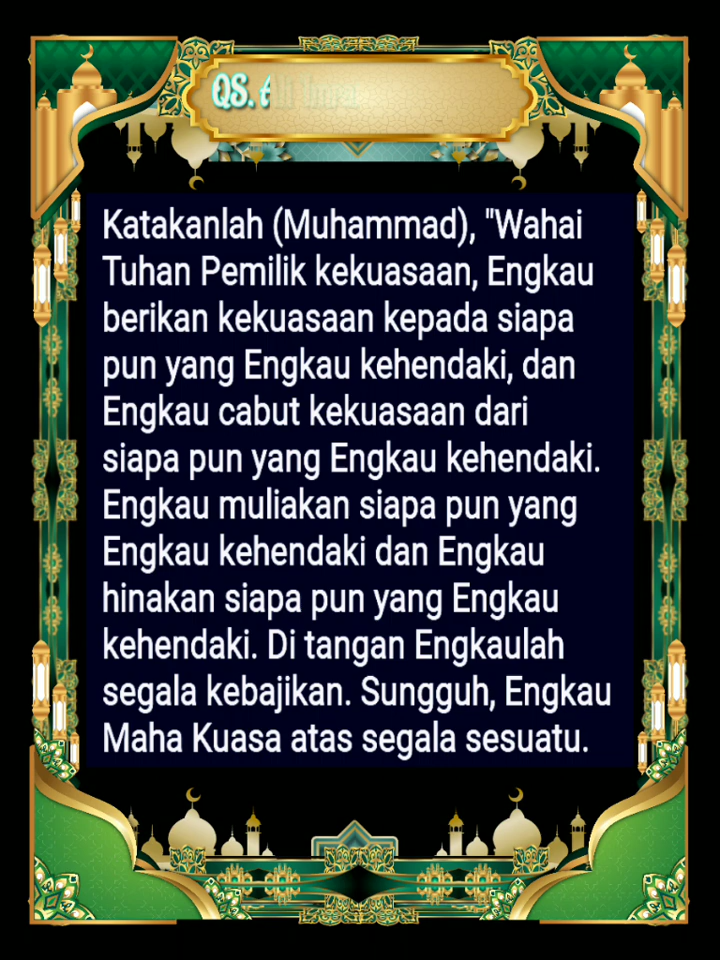 QS. Ali Imra
Katakanlah (Muhammad), "Wahai
Tuhan Pemilik kekuasaan, Engkau
berikan kekuasaan kepada siapa
pun yang Engkau kehendaki, dan
Engkau cabut kekuasaan dari
siapa pun yang Engkau kehendaki.
Engkau muliakan siapa pun yang
Engkau kehendaki dan Engkau
hinakan siapa pun yang Engkau
kehendaki. Di tangan Engkaulah
segala kebajikan. Sungguh, Engkau
Maha Kuasa atas segala sesuatu.